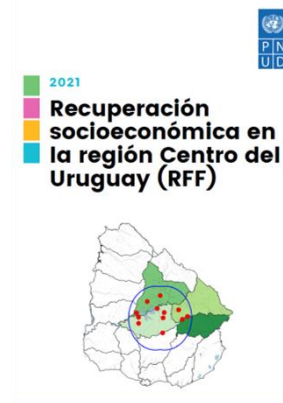 P N
U D
2021
Recuperación
socioeconómica en
la región Centro del
Uruguay (RFF)